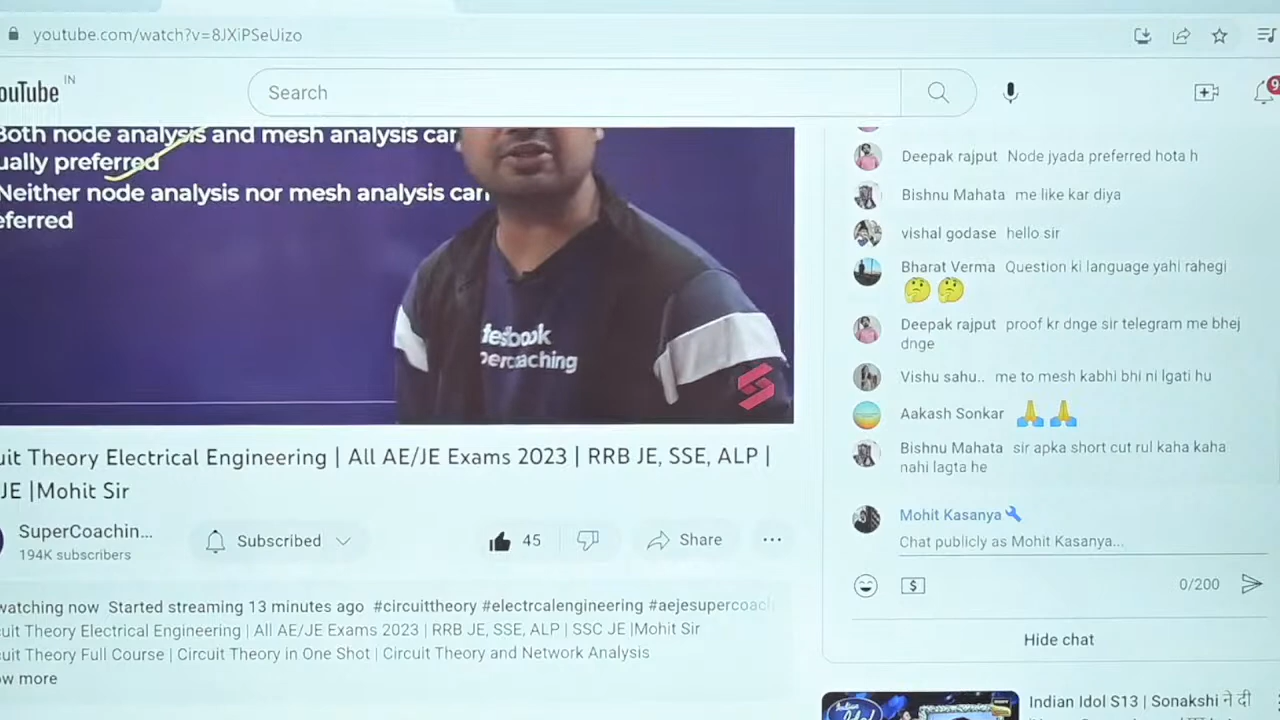 youtube.com/watch?v=8JXiPSeUizo
ouTube IN
Search
9
Both node analysis and mesh analysis can
ually preferred
Neither node analysis nor mesh analysis can
eferred
testbook
percoaching
Deepak rajput Node jyada preferred hota h
Bishnu Mahata me like kar diya
vishal godase hello sir
Bharat Verma Question ki language yahi rahegi
🤔 🤔
Deepak rajput proof kr dnge sir telegram me bhej
dnge
Vishu sahu.. me to mesh kabhi bhi ni lgati hu
Aakash Sonkar 🙏 🙏
Bishnu Mahata sir apka short cut rul kaha kaha
nahi lagta he
Mohit Kasanya
Chat publicly as Mohit Kasanya...
0/200
Hide chat
uit Theory Electrical Engineering | All AE/JE Exams 2023 | RRB JE, SSE, ALP |
JE |Mohit Sir
SuperCoachin...
194K subscribers
Subscribed
45
Share
watching now Started streaming 13 minutes ago #circuittheory #electrcalengineering #aejesupercoac
uit Theory Electrical Engineering | All AE/JE Exams 2023 | RRB JE, SSE, ALP | SSC JE |Mohit Sir
uit Theory Full Course | Circuit Theory in One Shot | Circuit Theory and Network Analysis
ow more
Indian Idol S13 | Sonakshi ने दी